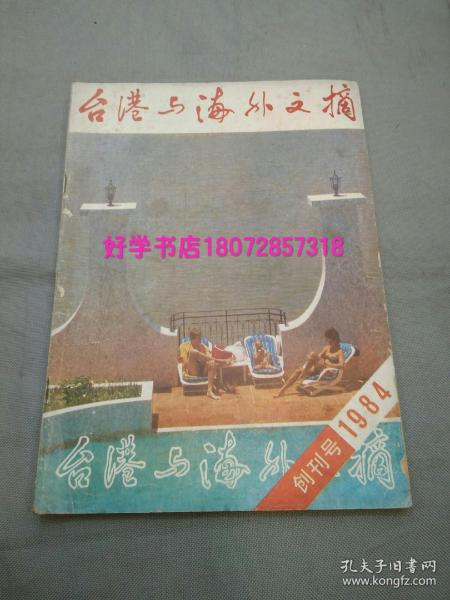 台港与海外文摘
好学书店18072857318
台港与海外文摘
创刊号 1984
孔夫子旧书网
www.kongfz.com